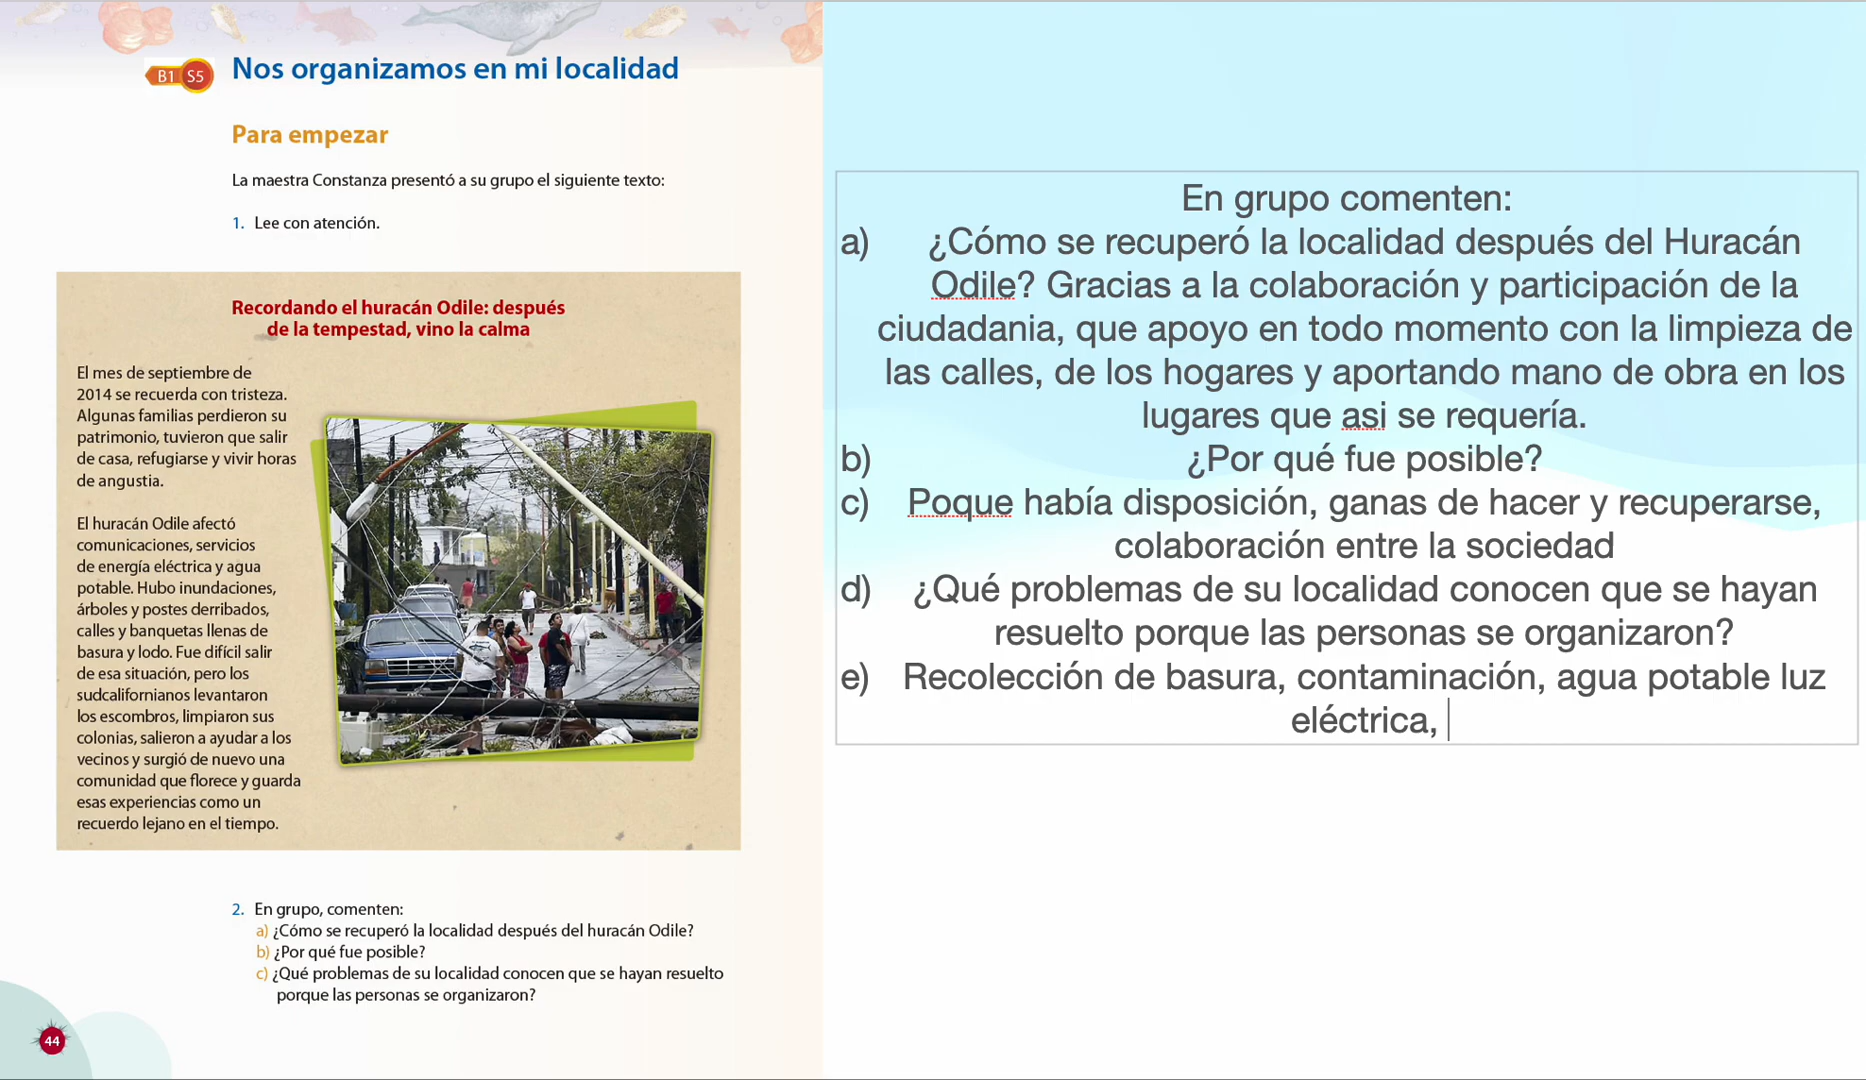 B1 S5
Nos organizamos en mi localidad
Para empezar
La maestra Constanza presentó a su grupo el siguiente texto:
1. Lee con atención.
Recordando el huracán Odile: después
de la tempestad, vino la calma
El mes de septiembre de
2014 se recuerda con tristeza.
Algunas familias perdieron su
patrimonio, tuvieron que salir
de casa, refugiarse y vivir horas
de angustia.
El huracán Odile afectó
comunicaciones, servicios
de energía eléctrica y agua
potable. Hubo inundaciones,
árboles y postes derribados,
calles y banquetas llenas de
basura y lodo. Fue difícil salir
de esa situación, pero los
sudcalifornianos levantaron
los escombros, limpiaron sus
colonias, salieron a ayudar a los
vecinos y surgió de nuevo una
comunidad que florece y guarda
esas experiencias como un
recuerdo lejano en el tiempo.
2. En grupo, comenten:
a) ¿Cómo se recuperó la localidad después del huracán Odile?
b) ¿Por qué fue posible?
c) ¿Qué problemas de su localidad conocen que se hayan resuelto
porque las personas se organizaron?
44
En grupo comenten:
a) ¿Cómo se recuperó la localidad después del Huracán
Odile? Gracias a la colaboración y participación de la
ciudadania, que apoyo en todo momento con la limpieza de
las calles, de los hogares y aportando mano de obra en los
lugares que asi se requería.
b) ¿Por qué fue posible?
c) Poque había disposición, ganas de hacer y recuperarse,
colaboración entre la sociedad
d) ¿Qué problemas de su localidad conocen que se hayan
resuelto porque las personas se organizaron?
e) Recolección de basura, contaminación, agua potable luz
eléctrica,